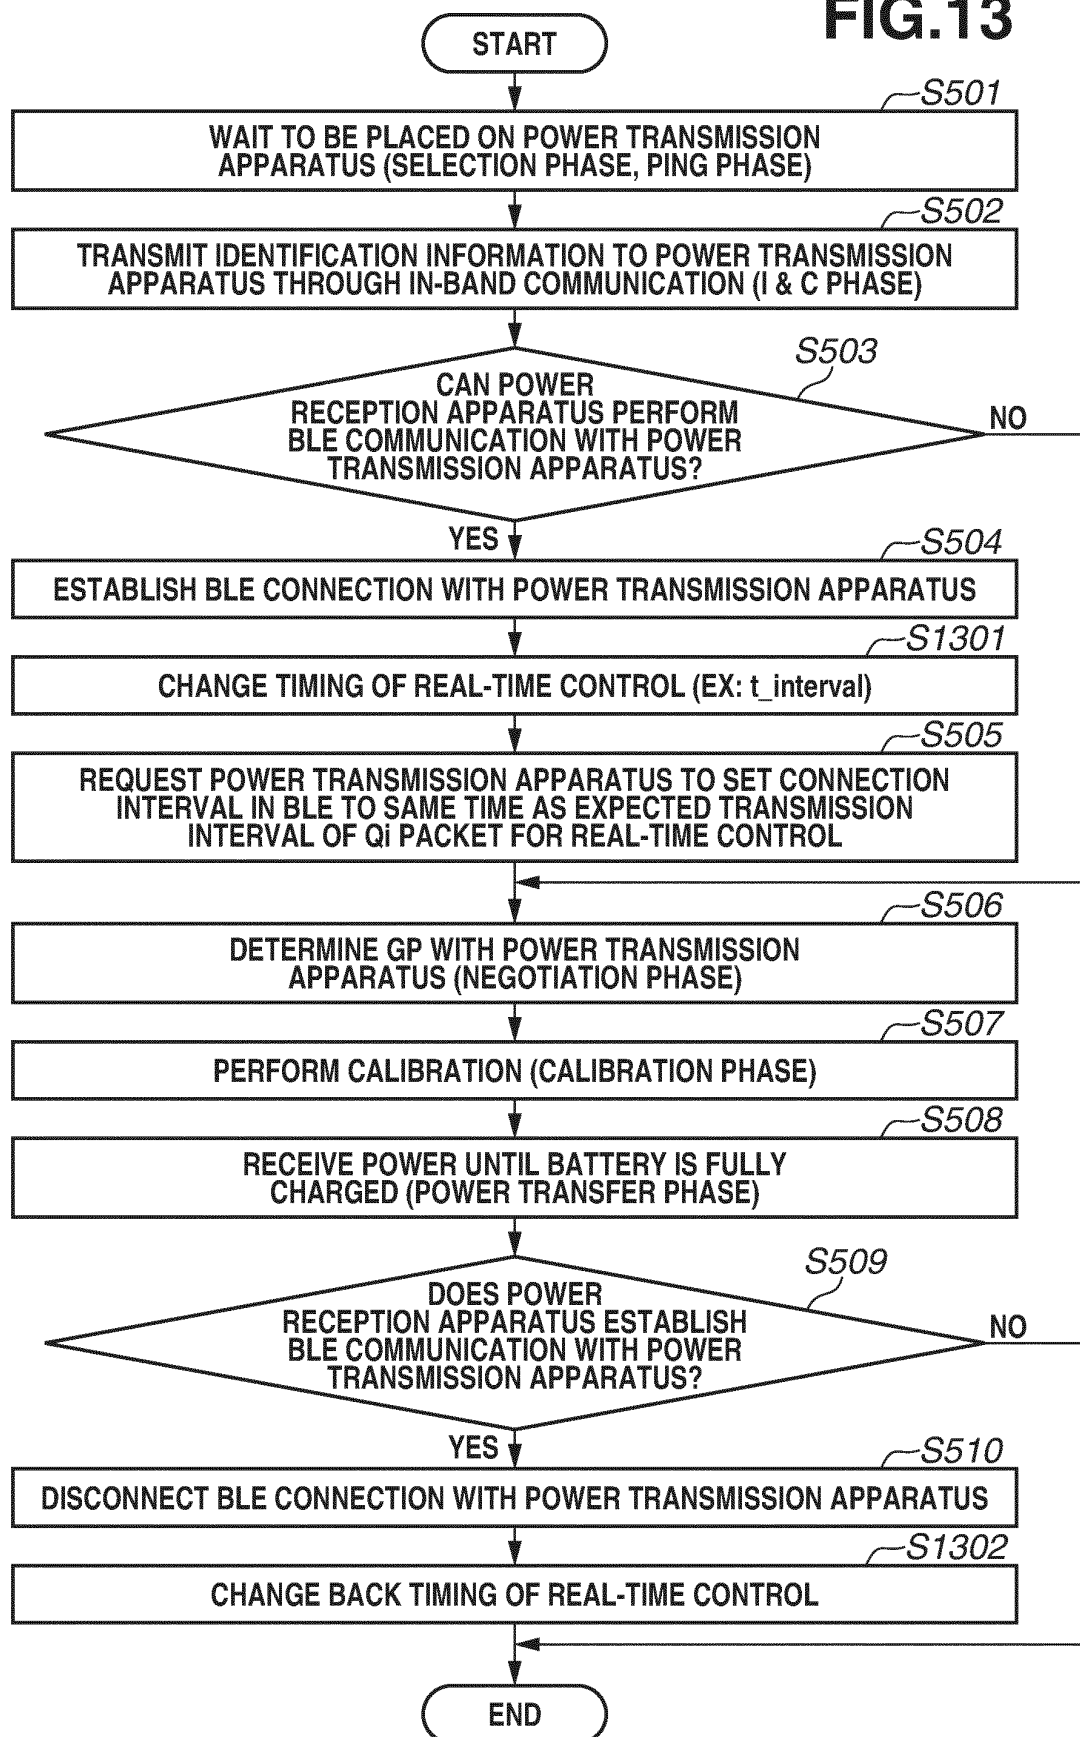 FIG.13
START
S501
WAIT TO BE PLACED ON POWER TRANSMISSION
APPARATUS (SELECTION PHASE, PING PHASE)
S502
TRANSMIT IDENTIFICATION INFORMATION TO POWER TRANSMISSION
APPARATUS THROUGH IN-BAND COMMUNICATION (I & C PHASE)
S503
CAN POWER
RECEPTION APPARATUS PERFORM
BLE COMMUNICATION WITH POWER
TRANSMISSION APPARATUS?
NO
YES
S504
ESTABLISH BLE CONNECTION WITH POWER TRANSMISSION APPARATUS
S1301
CHANGE TIMING OF REAL-TIME CONTROL (EX: t_interval)
S505
REQUEST POWER TRANSMISSION APPARATUS TO SET CONNECTION
INTERVAL IN BLE TO SAME TIME AS EXPECTED TRANSMISSION
INTERVAL OF Qi PACKET FOR REAL-TIME CONTROL
S506
DETERMINE GP WITH POWER TRANSMISSION
APPARATUS (NEGOTIATION PHASE)
S507
PERFORM CALIBRATION (CALIBRATION PHASE)
S508
RECEIVE POWER UNTIL BATTERY IS FULLY
CHARGED (POWER TRANSFER PHASE)
S509
DOES POWER
RECEPTION APPARATUS ESTABLISH
BLE COMMUNICATION WITH POWER
TRANSMISSION APPARATUS?
NO
YES
S510
DISCONNECT BLE CONNECTION WITH POWER TRANSMISSION APPARATUS
S1302
CHANGE BACK TIMING OF REAL-TIME CONTROL
END